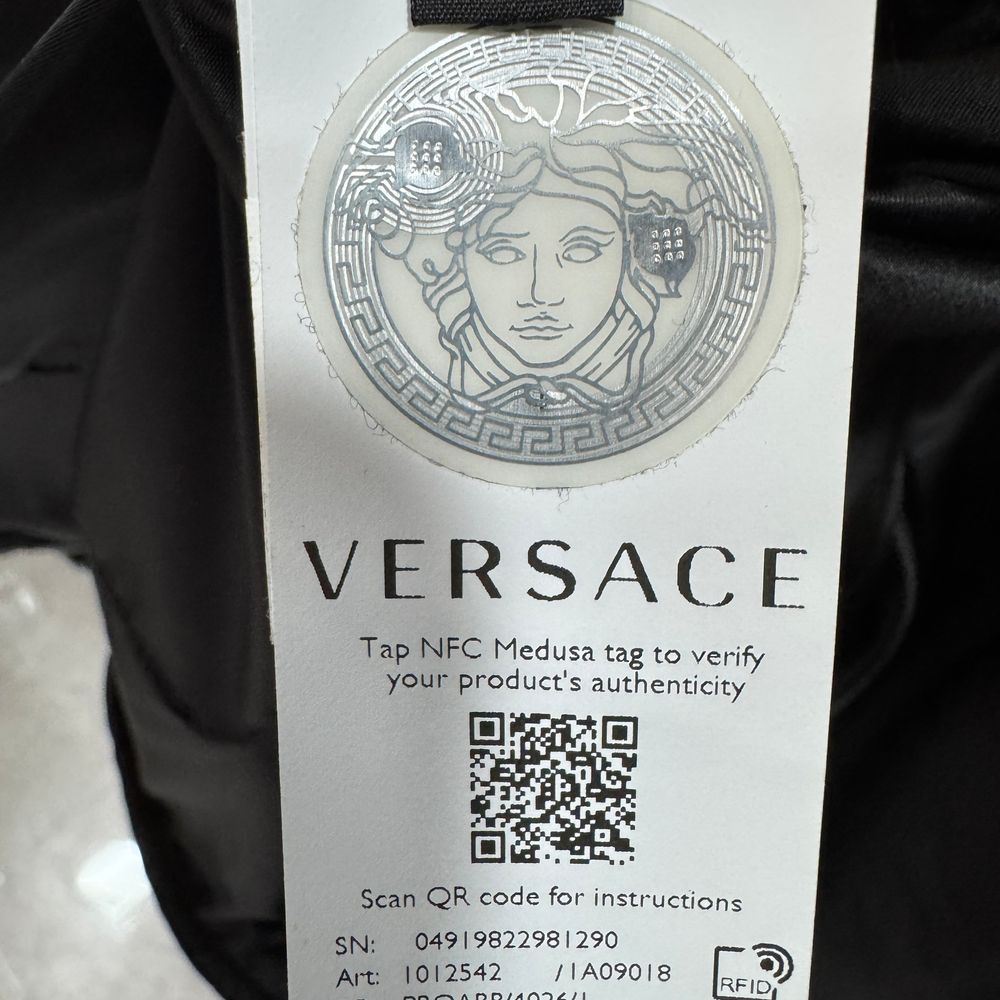 VERSACE
Tap NFC Medusa tag to verify
your product's authenticity
Scan QR code for instructions
SN: 04919822981290
Art: 1012542 /1A09018
RFID